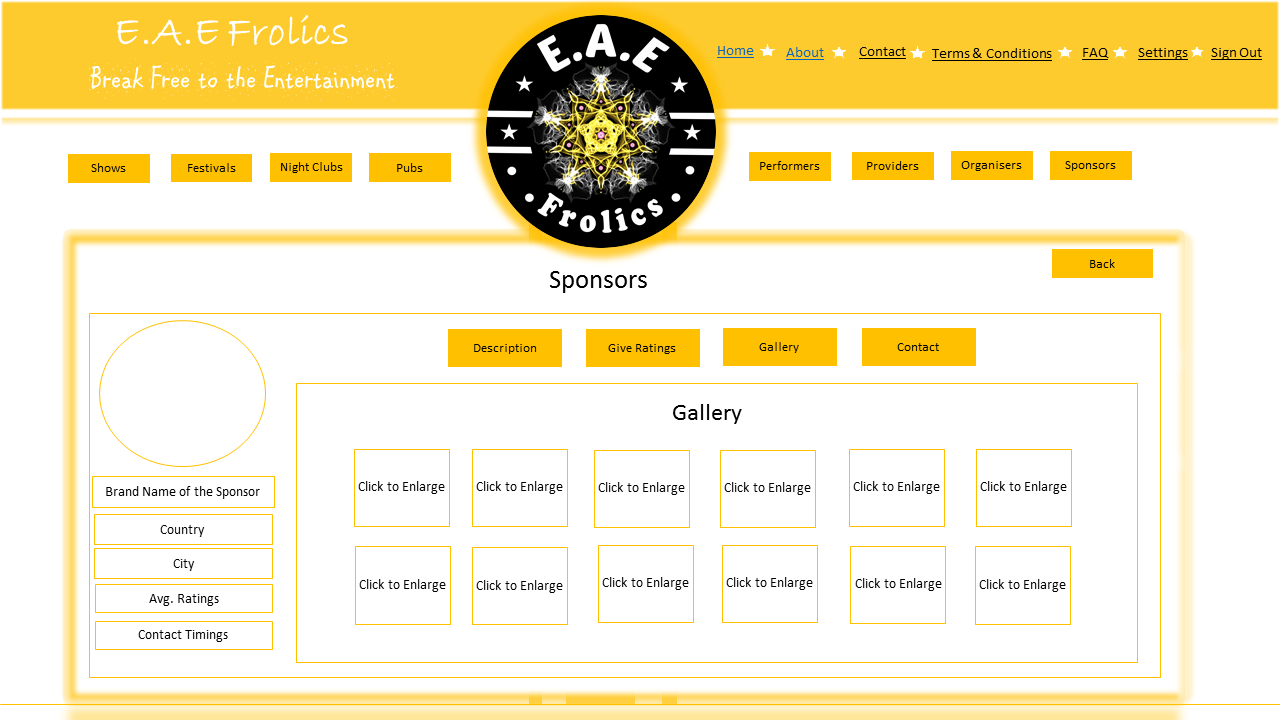 E.A.E Frolics
Break Free to the Entertainment
E.A.E
Frolics
Home
About
Contact
Terms & Conditions
FAQ
Settings
Sign Out
Shows
Festivals
Night Clubs
Pubs
Performers
Providers
Organisers
Sponsors
Back
Sponsors
Description
Give Ratings
Gallery
Contact
Brand Name of the Sponsor
Country
City
Avg. Ratings
Contact Timings
Gallery
Click to Enlarge
Click to Enlarge
Click to Enlarge
Click to Enlarge
Click to Enlarge
Click to Enlarge
Click to Enlarge
Click to Enlarge
Click to Enlarge
Click to Enlarge
Click to Enlarge
Click to Enlarge